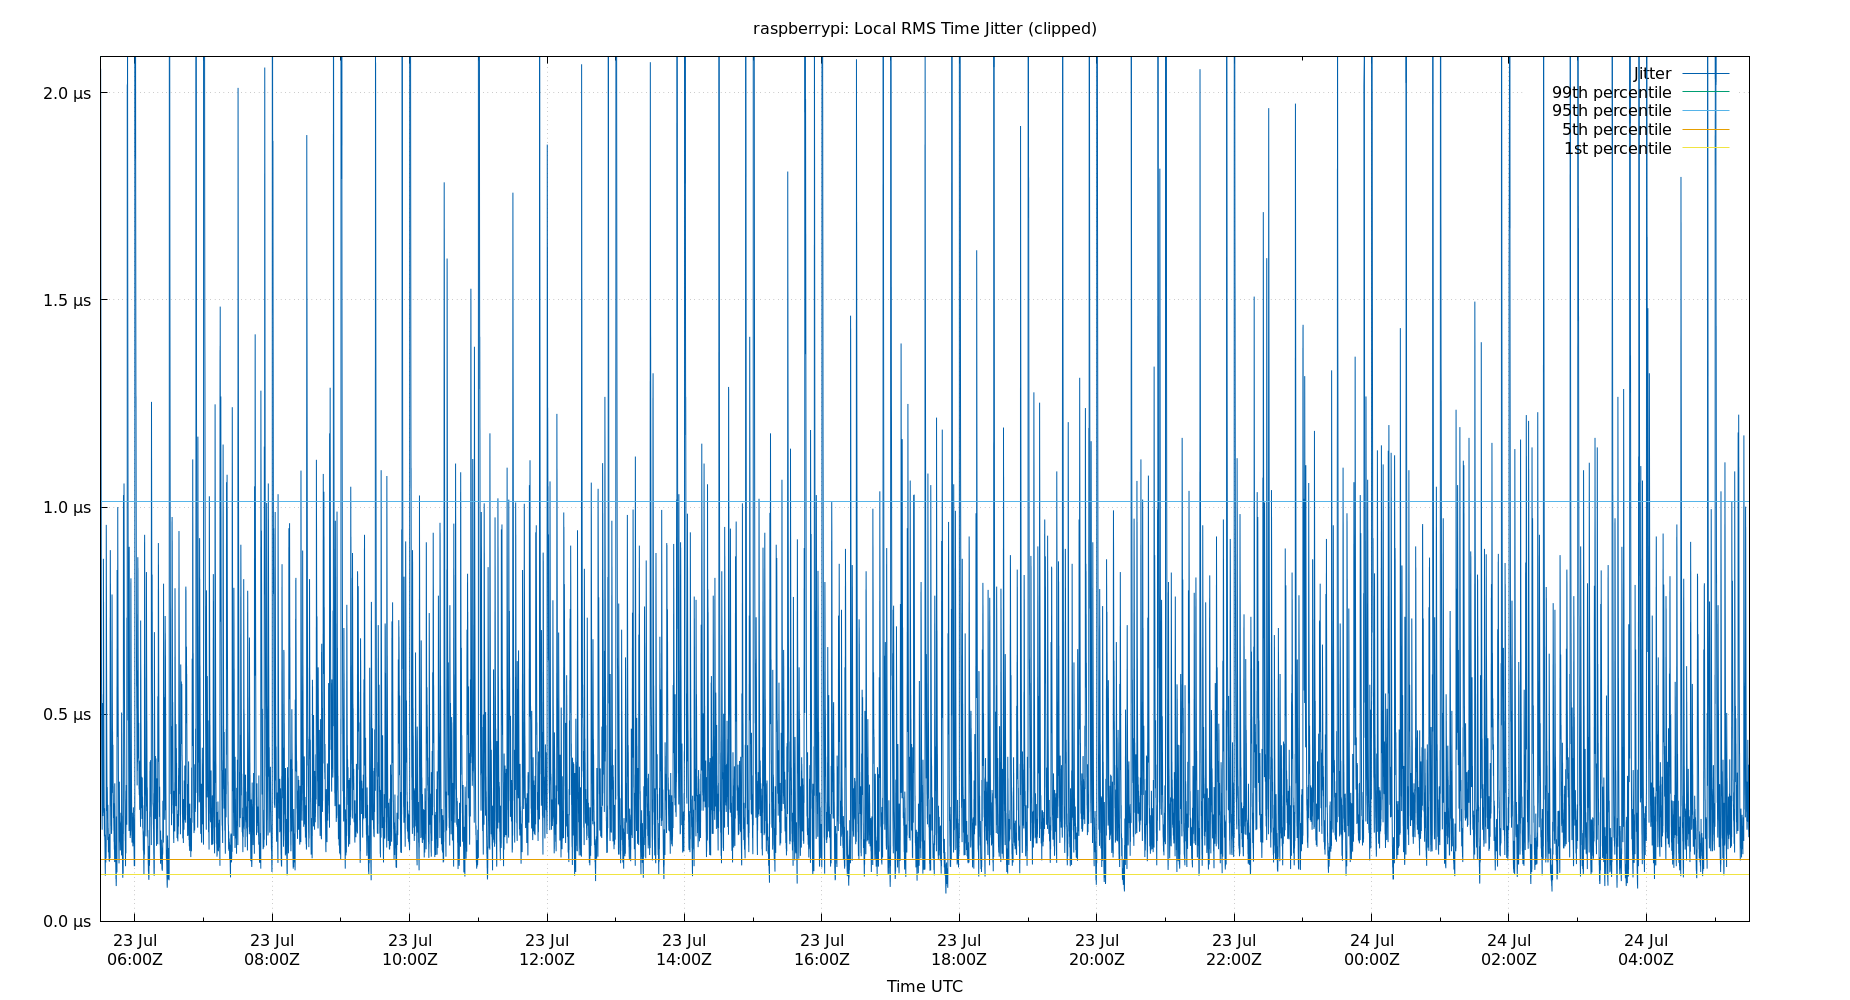 raspberrypi: Local RMS Time Jitter (clipped)
Jitter
99th percentile
95th percentile
5th percentile
1st percentile
2.0 μs
1.5 μs
1.0 μs
0.5 μs
0.0 μs
23 Jul 23 Jul 23 Jul 23 Jul 23 Jul 23 Jul 23 Jul 23 Jul 23 Jul 24 Jul 24 Jul 24 Jul
06:00Z 08:00Z 10:00Z 12:00Z 14:00Z 16:00Z 18:00Z 20:00Z 22:00Z 00:00Z 02:00Z 04:00Z
Time UTC